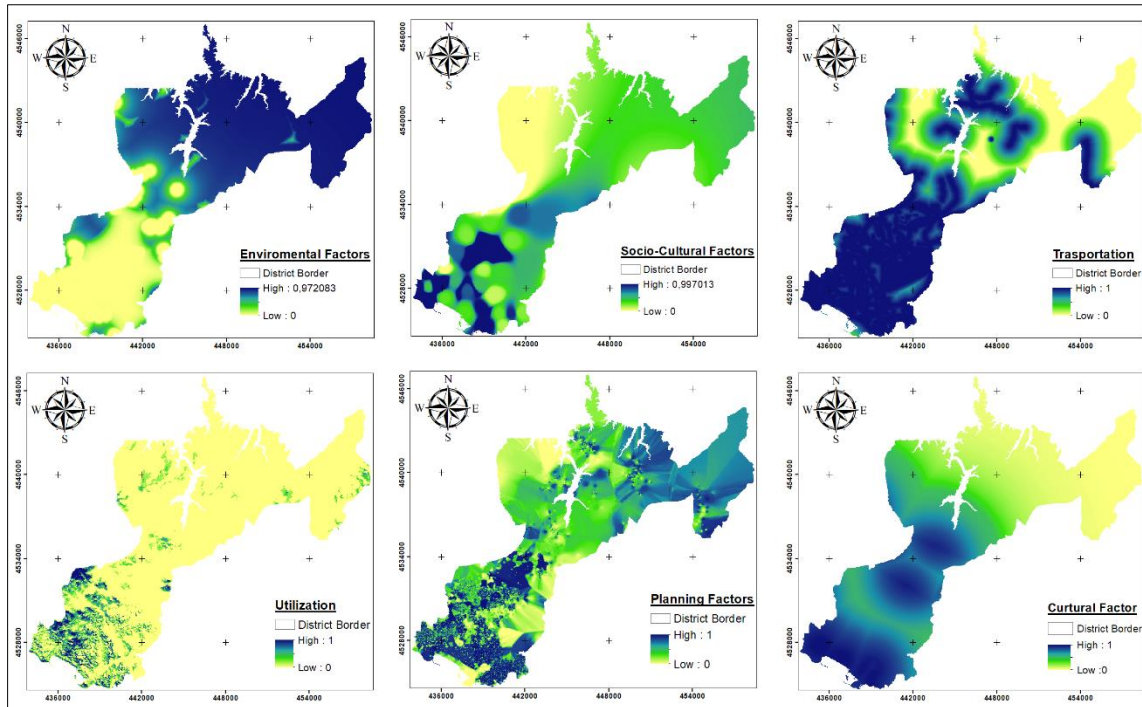 N
W E
S
4546000
4540000
4534000
4528000
Enviromental Factors
District Border
High : 0,972083
Low : 0
436000 442000 448000 454000
N
W E
S
4546000
4540000
4534000
4528000
Socio-Cultural Factors
District Border
High : 0,997013
Low : 0
436000 442000 448000 454000
N
W E
S
4546000
4540000
4534000
4528000
Trasportation
District Border
High : 1
Low : 0
436000 442000 448000 454000
N
W E
S
4546000
4540000
4534000
4528000
Utilization
District Border
High : 1
Low : 0
436000 442000 448000 454000
N
W E
S
4546000
4540000
4534000
4528000
Planning Factors
District Border
High : 1
Low : 0
436000 442000 448000 454000
N
W E
S
4546000
4540000
4534000
4528000
Curtural Factor
District Border
High : 1
Low :0
436000 442000 448000 454000